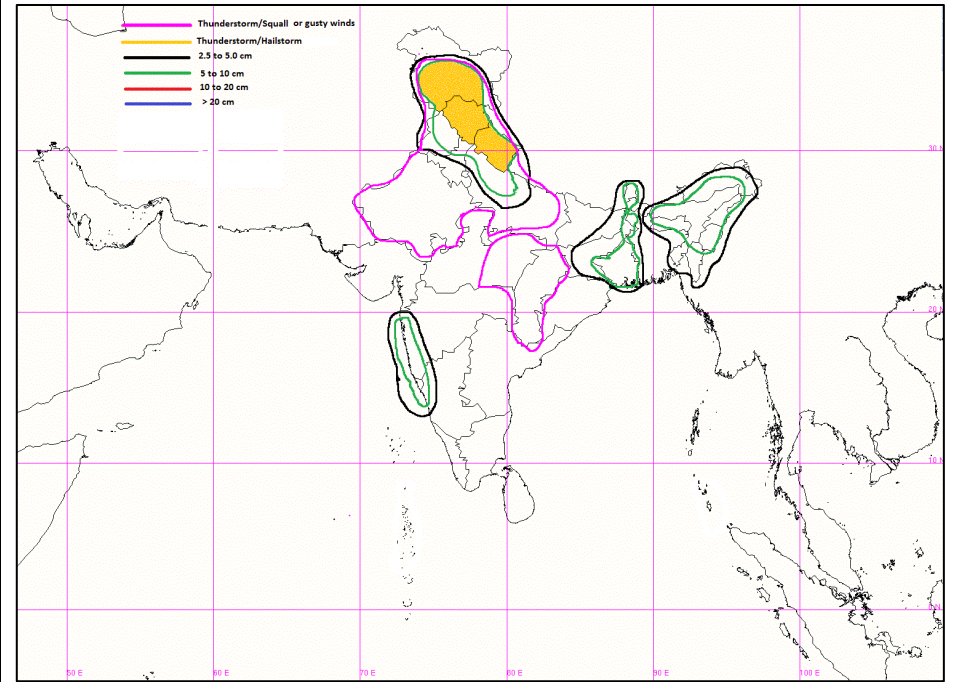 Thunderstorm/Squall or gusty winds
Thunderstorm/Hailstorm
2.5 to 5.0 cm
5 to 10 cm
10 to 20 cm
> 20 cm
30 N
20 N
10 N
50 E
60 E
70 E
80 E
90 E
100 E